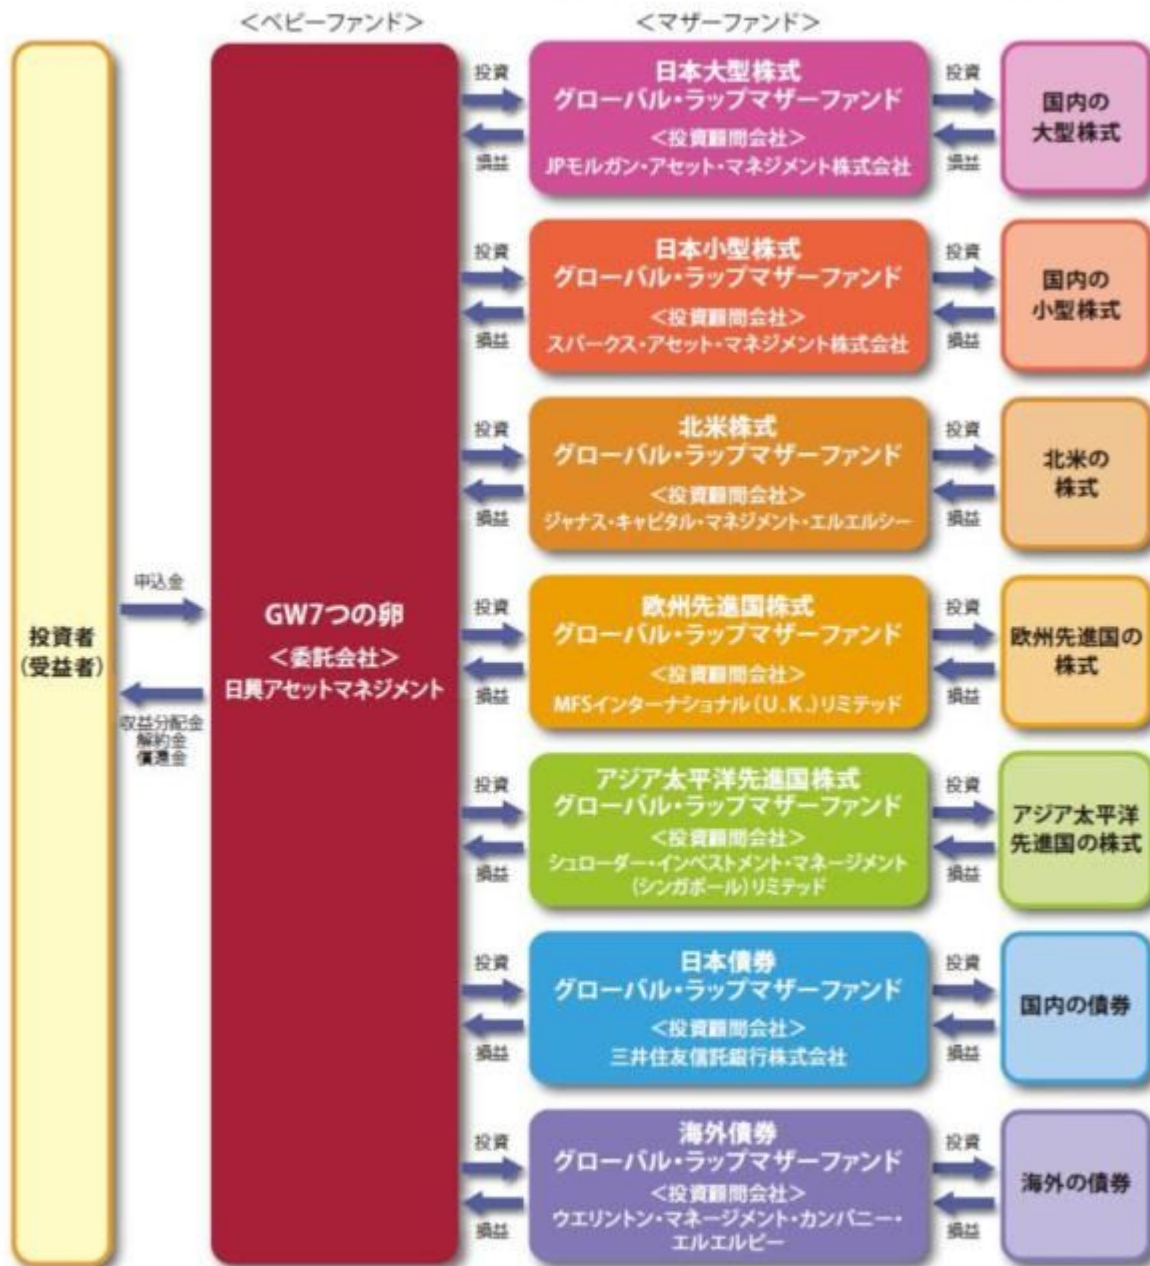 <ベビーファンド>
<マザーファンド>
投資者
(受益者)
申込金
収益分配金
解約金
償還金
GW7つの卵
<委託会社>
日興アセットマネジメント
投資
損益
日本大型株式
グローバル・ラップマザーファンド
<投資顧問会社>
JPモルガン・アセット・マネジメント株式会社
投資
損益
国内の
大型株式
投資
損益
日本小型株式
グローバル・ラップマザーファンド
<投資顧問会社>
スパークス・アセット・マネジメント株式会社
投資
損益
国内の
小型株式
投資
損益
北米株式
グローバル・ラップマザーファンド
<投資顧問会社>
ジャナス・キャピタル・マネジメント・エルエルシー
投資
損益
北米の
株式
投資
損益
欧州先進国株式
グローバル・ラップマザーファンド
<投資顧問会社>
MFSインターナショナル(U.K.)リミテッド
投資
損益
欧州先進国の
株式
投資
損益
アジア太平洋先進国株式
グローバル・ラップマザーファンド
<投資顧問会社>
シュローダー・インベストメント・マネージメント
(シンガポール)リミテッド
投資
損益
アジア太平洋
先進国の株式
投資
損益
日本債券
グローバル・ラップマザーファンド
<投資顧問会社>
三井住友信託銀行株式会社
投資
損益
国内の債券
投資
損益
海外債券
グローバル・ラップマザーファンド
<投資顧問会社>
ウエリントン・マネージメント・カンパニー・
エルエルピー
投資
損益
海外の債券